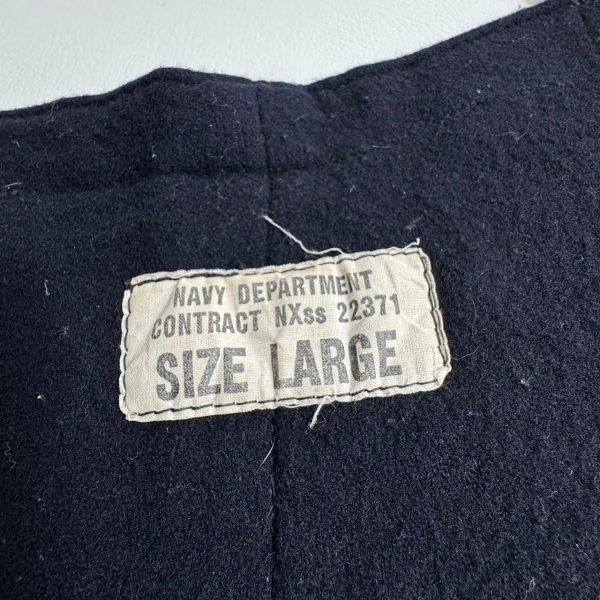 NAVY DEPARTMENT
CONTRACT NXss 22371
SIZE LARGE